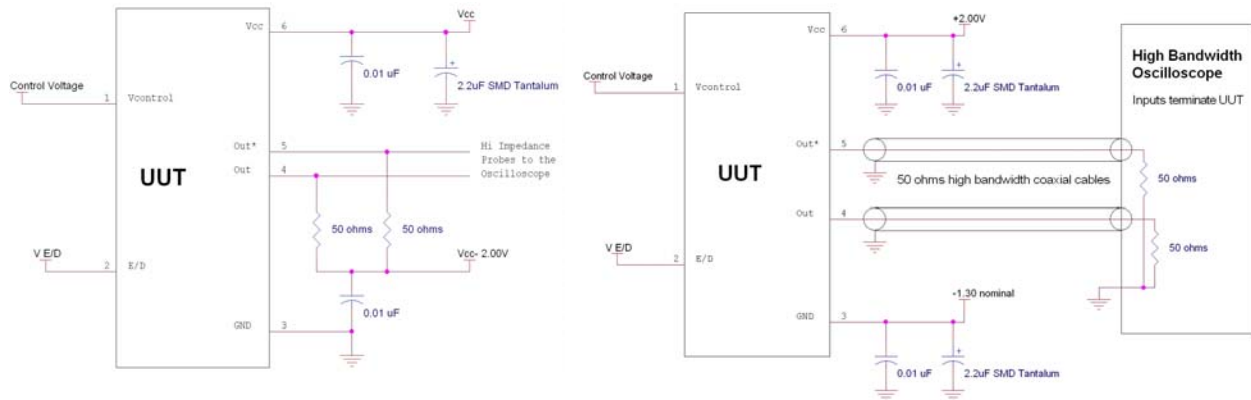 Vcc
Vcc
6
0.01 uF
+
2.2uF SMD Tantalum
Control Voltage
1
Vcontrol
Out*
5
Hi Impedance
Probes to the
Oscilloscope
Out
4
UUT
50 ohms
50 ohms
V E/D
2
E/D
Vcc- 2.00V
0.01 uF
GND
3
+2.00V
Vcc
6
0.01 uF
+
2.2uF SMD Tantalum
Control Voltage
1
Vcontrol
High Bandwidth
Oscilloscope
Inputs terminate UUT
Out*
5
UUT
50 ohms high bandwidth coaxial cables
50 ohms
Out
4
50 ohms
V E/D
2
E/D
-1.30 nominal
GND
3
0.01 uF
+
2.2uF SMD Tantalum